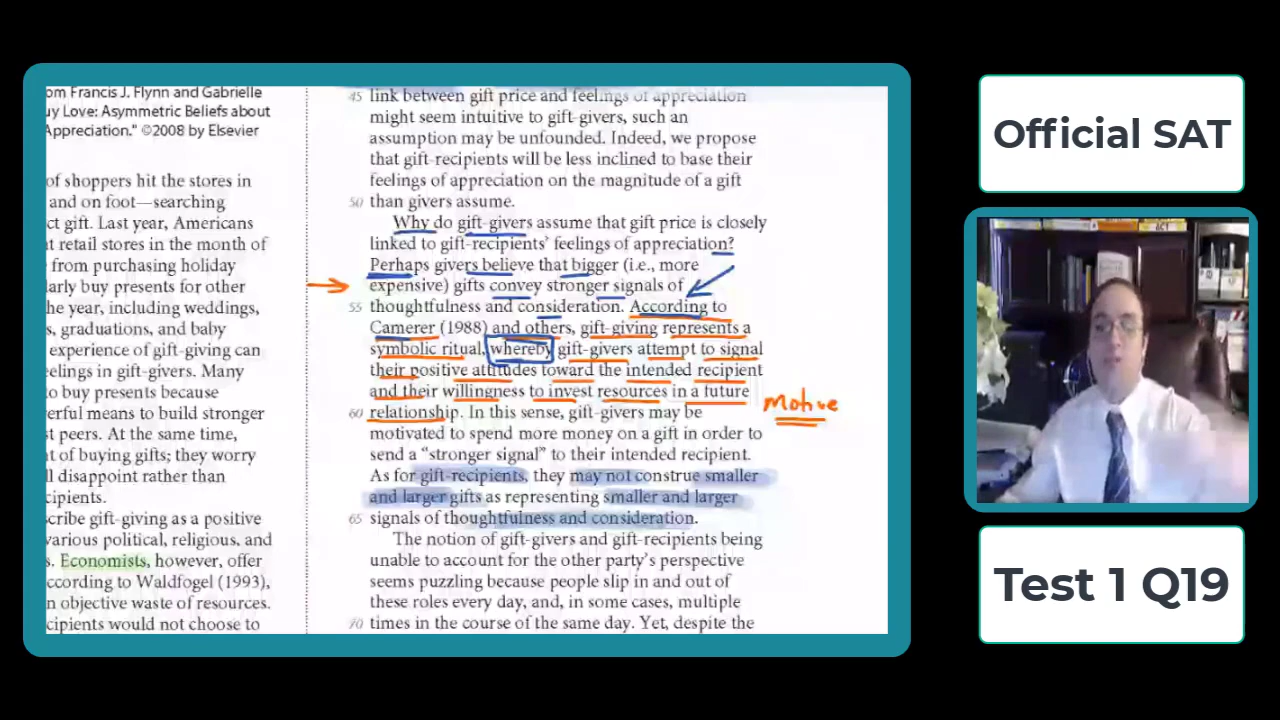 om Francis J. Flynn and Gabrielle
uy Love: Asymmetric Beliefs about
Appreciation." ©2008 by Elsevier
of shoppers hit the stores in
and on foot—searching
ct gift. Last year, Americans
t retail stores in the month of
from purchasing holiday
larly buy presents for other
he year, including weddings,
s, graduations, and baby
experience of gift-giving can
elings in gift-givers. Many
to buy presents because
erful means to build stronger
st peers. At the same time,
t of buying gifts; they worry
ll disappoint rather than
cipients.
cribe gift-giving as a positive
various political, religious, and
s. Economists, however, offer
ccording to Waldfogel (1993),
n objective waste of resources.
cipients would not choose to
45 link between gift price and feelings of appreciation
might seem intuitive to gift-givers, such an
assumption may be unfounded. Indeed, we propose
that gift-recipients will be less inclined to base their
feelings of appreciation on the magnitude of a gift
50 than givers assume.
Why do gift-givers assume that gift price is closely
linked to gift-recipients' feelings of appreciation?
Perhaps givers believe that bigger (i.e., more
expensive) gifts convey stronger signals of
55 thoughtfulness and consideration. According to
Camerer (1988) and others, gift-giving represents a
symbolic ritual, whereby gift-givers attempt to signal
their positive attitudes toward the intended recipient
and their willingness to invest resources in a future
60 relationship. In this sense, gift-givers may be
motivated to spend more money on a gift in order to
send a "stronger signal" to their intended recipient.
As for gift-recipients, they may not construe smaller
and larger gifts as representing smaller and larger
65 signals of thoughtfulness and consideration.
The notion of gift-givers and gift-recipients being
unable to account for the other party's perspective
seems puzzling because people slip in and out of
these roles every day, and, in some cases, multiple
70 times in the course of the same day. Yet, despite the
Motive
Official SAT
Test 1 Q19